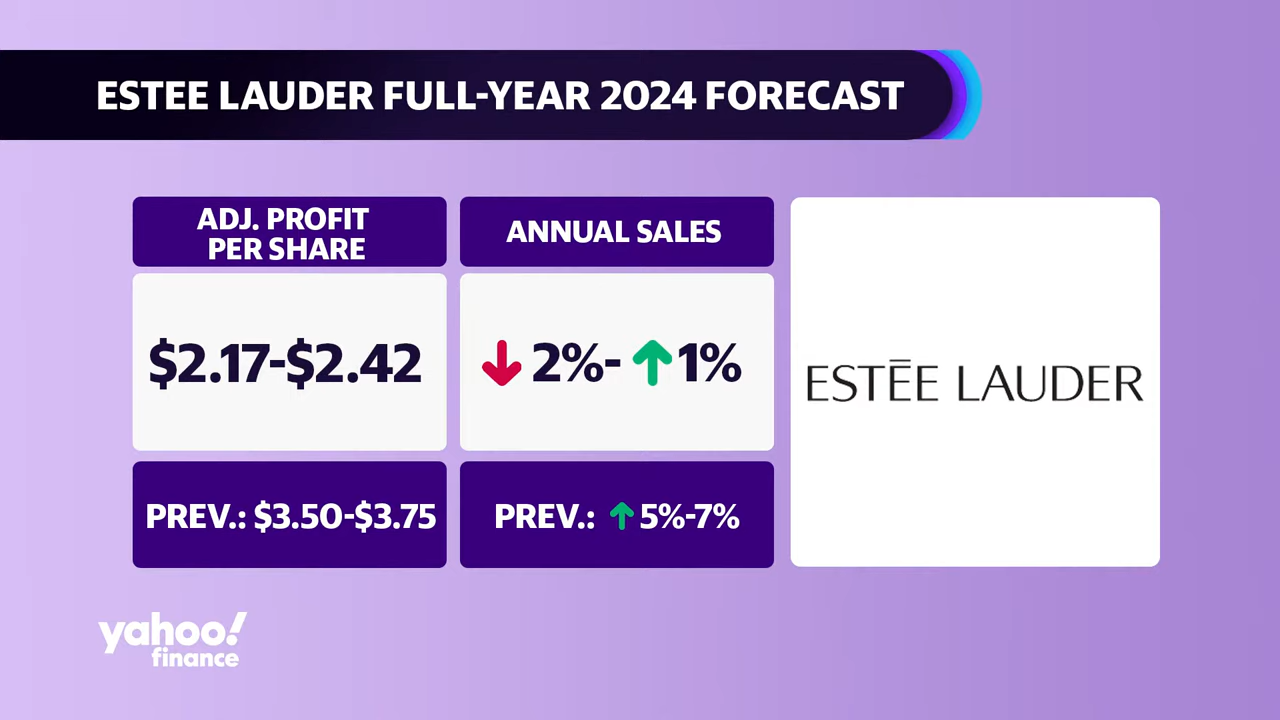 ESTEE LAUDER FULL-YEAR 2024 FORECAST
ADJ. PROFIT
PER SHARE
ANNUAL SALES
$2.17-$2.42
↓ 2%- ↑ 1%
PREV.: $3.50-$3.75
PREV.: ↑ 5%-7%
ESTĒE LAUDER
yahoo!
finance